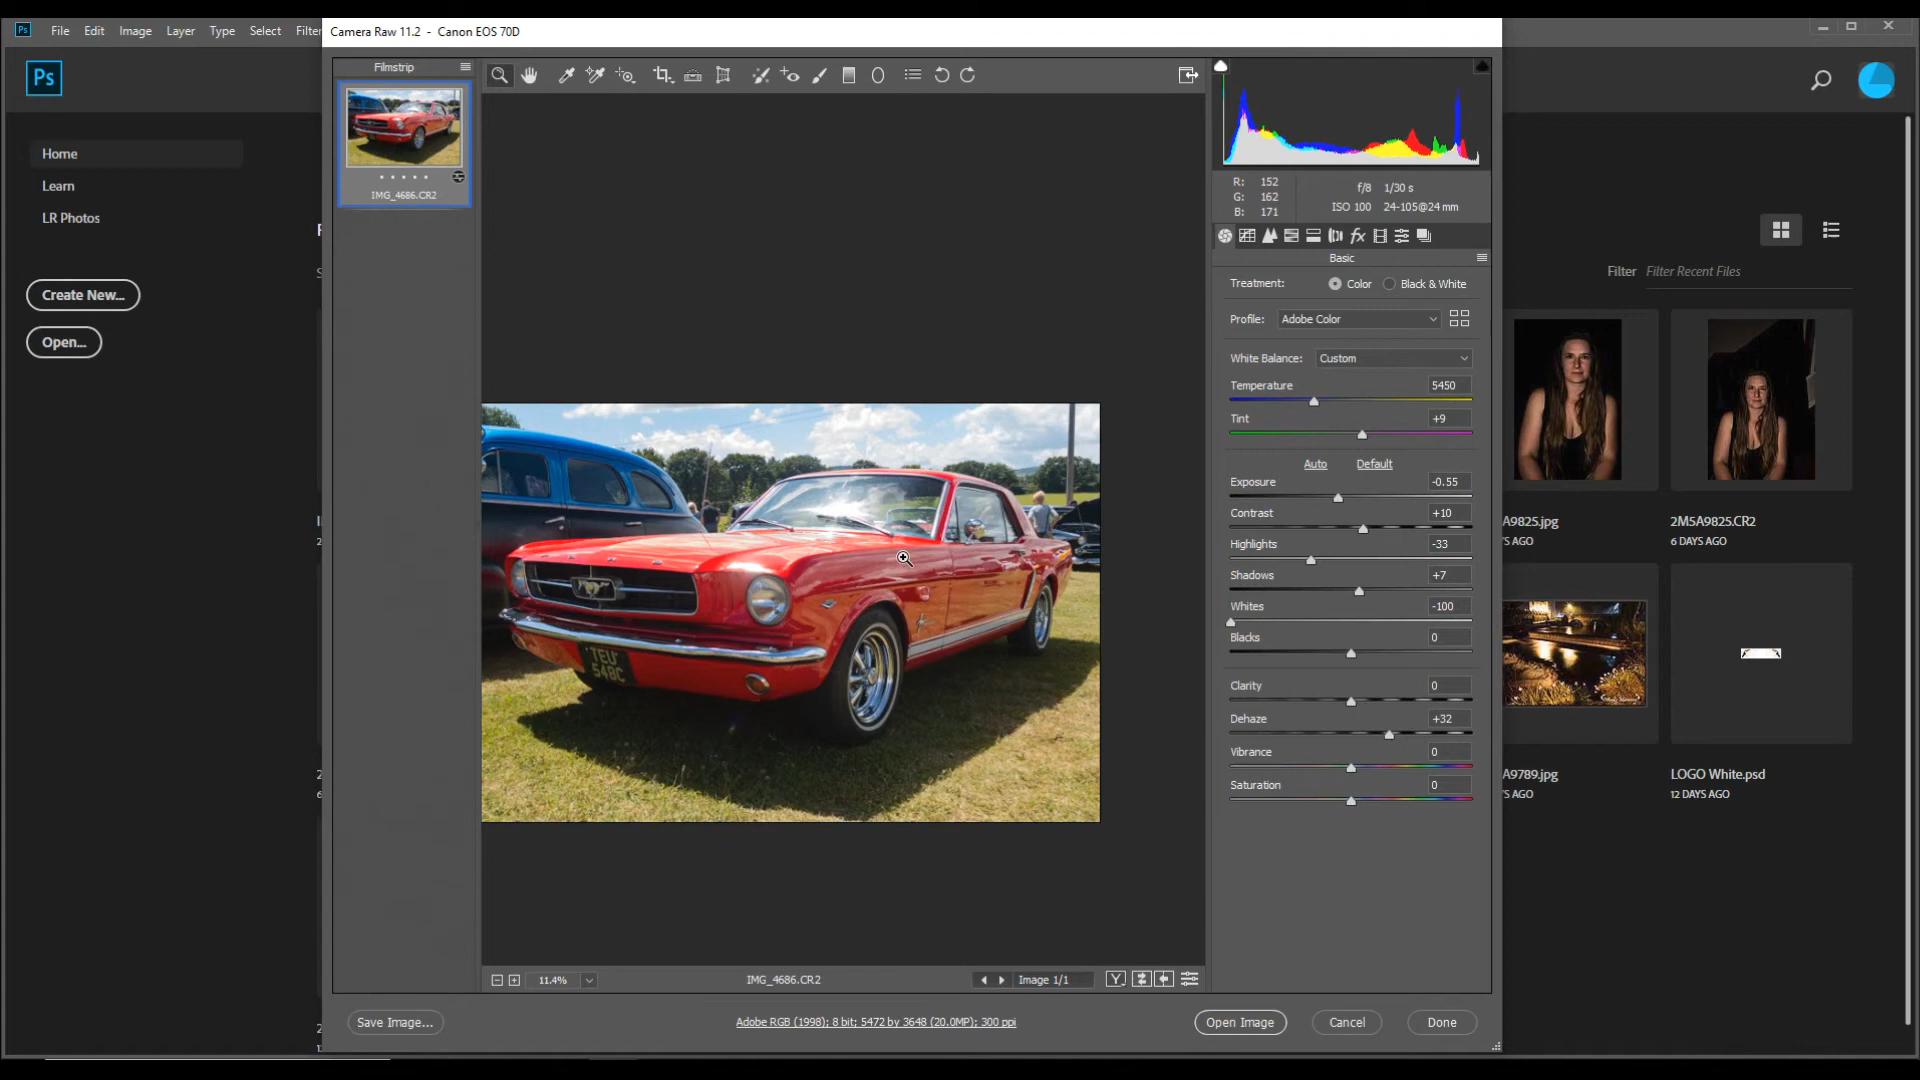 Ps File Edit Image Layer Type Select Filter
Camera Raw 11.2 - Canon EOS 70D
Ps
Home
Learn
LR Photos
Create New...
Open...
Filmstrip
IMG_4686.CR2
TEU
548C
11.4%
IMG_4686.CR2
Image 1/1
Save Image...
Adobe RGB (1998); 8 bit; 5472 by 3648 (20.0MP); 300 ppi
Open Image
Cancel
Done
R: 152
G: 162
B: 171
f/8 1/30 s
ISO 100 24-105@24 mm
fx
Basic
Treatment: Color Black & White
Profile: Adobe Color
White Balance: Custom
Temperature 5450
Tint +9
Auto Default
Exposure -0.55
Contrast +10
Highlights -33
Shadows +7
Whites -100
Blacks 0
Clarity 0
Dehaze +32
Vibrance 0
Saturation 0
Filter Filter Recent Files
A9825.jpg
S AGO
2M5A9825.CR2
6 DAYS AGO
A9789.jpg
S AGO
LOGO White.psd
12 DAYS AGO